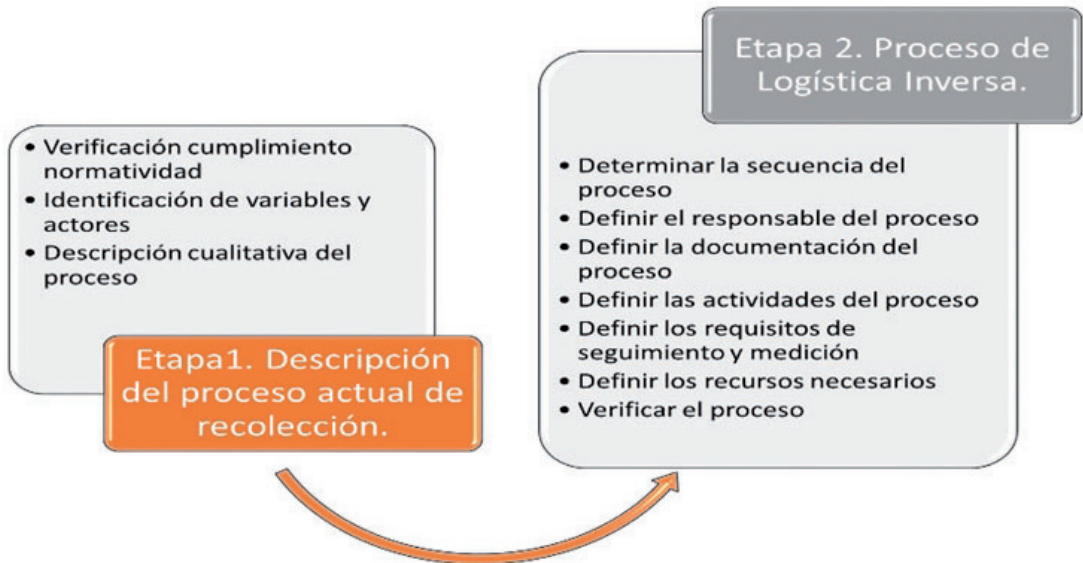 • Verificación cumplimiento
normatividad
• Identificación de variables y
actores
• Descripción cualitativa del
proceso
Etapa1. Descripción
del proceso actual de
recolección.
Etapa 2. Proceso de
Logística Inversa.
• Determinar la secuencia del
proceso
• Definir el responsable del proceso
• Definir la documentación del
proceso
• Definir las actividades del proceso
• Definir los requisitos de
seguimiento y medición
• Definir los recursos necesarios
• Verificar el proceso